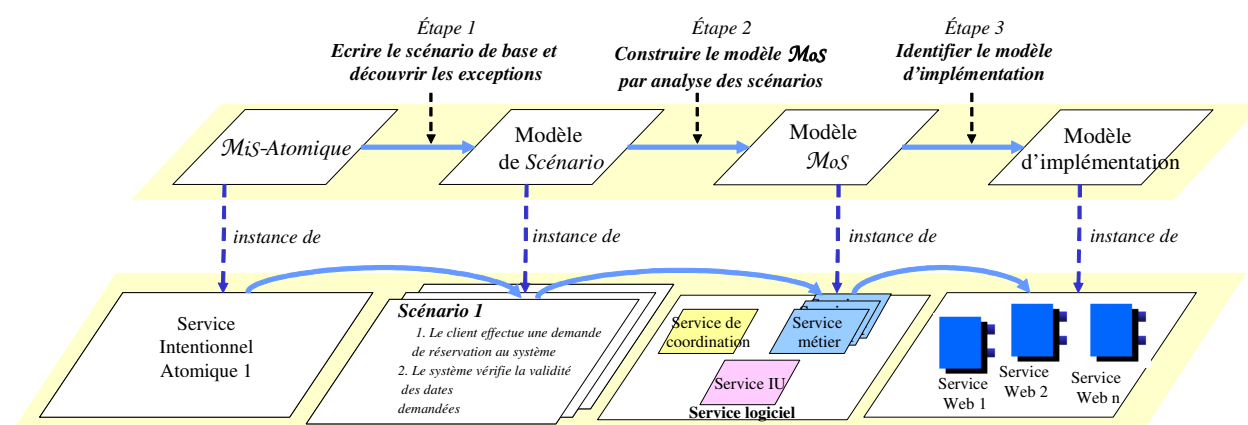 Étape 1
Ecrire le scénario de base et
découvrir les exceptions
Étape 2
Construire le modèle MoS
par analyse des scénarios
Étape 3
Identifier le modèle
d'implémentation
MiS-Atomique
Modèle
de Scénario
Modèle
MoS
Modèle
d'implémentation
instance de
instance de
instance de
instance de
Service
Intentionnel
Atomique 1
Scénario 1
1. Le client effectue une demande
de réservation au système
2. Le système vérifie la validité
des dates
demandées
Service de
coordination
Service
métier
Service IU
Service logiciel
Service
Web 1
Service
Web 2
Service
Web n